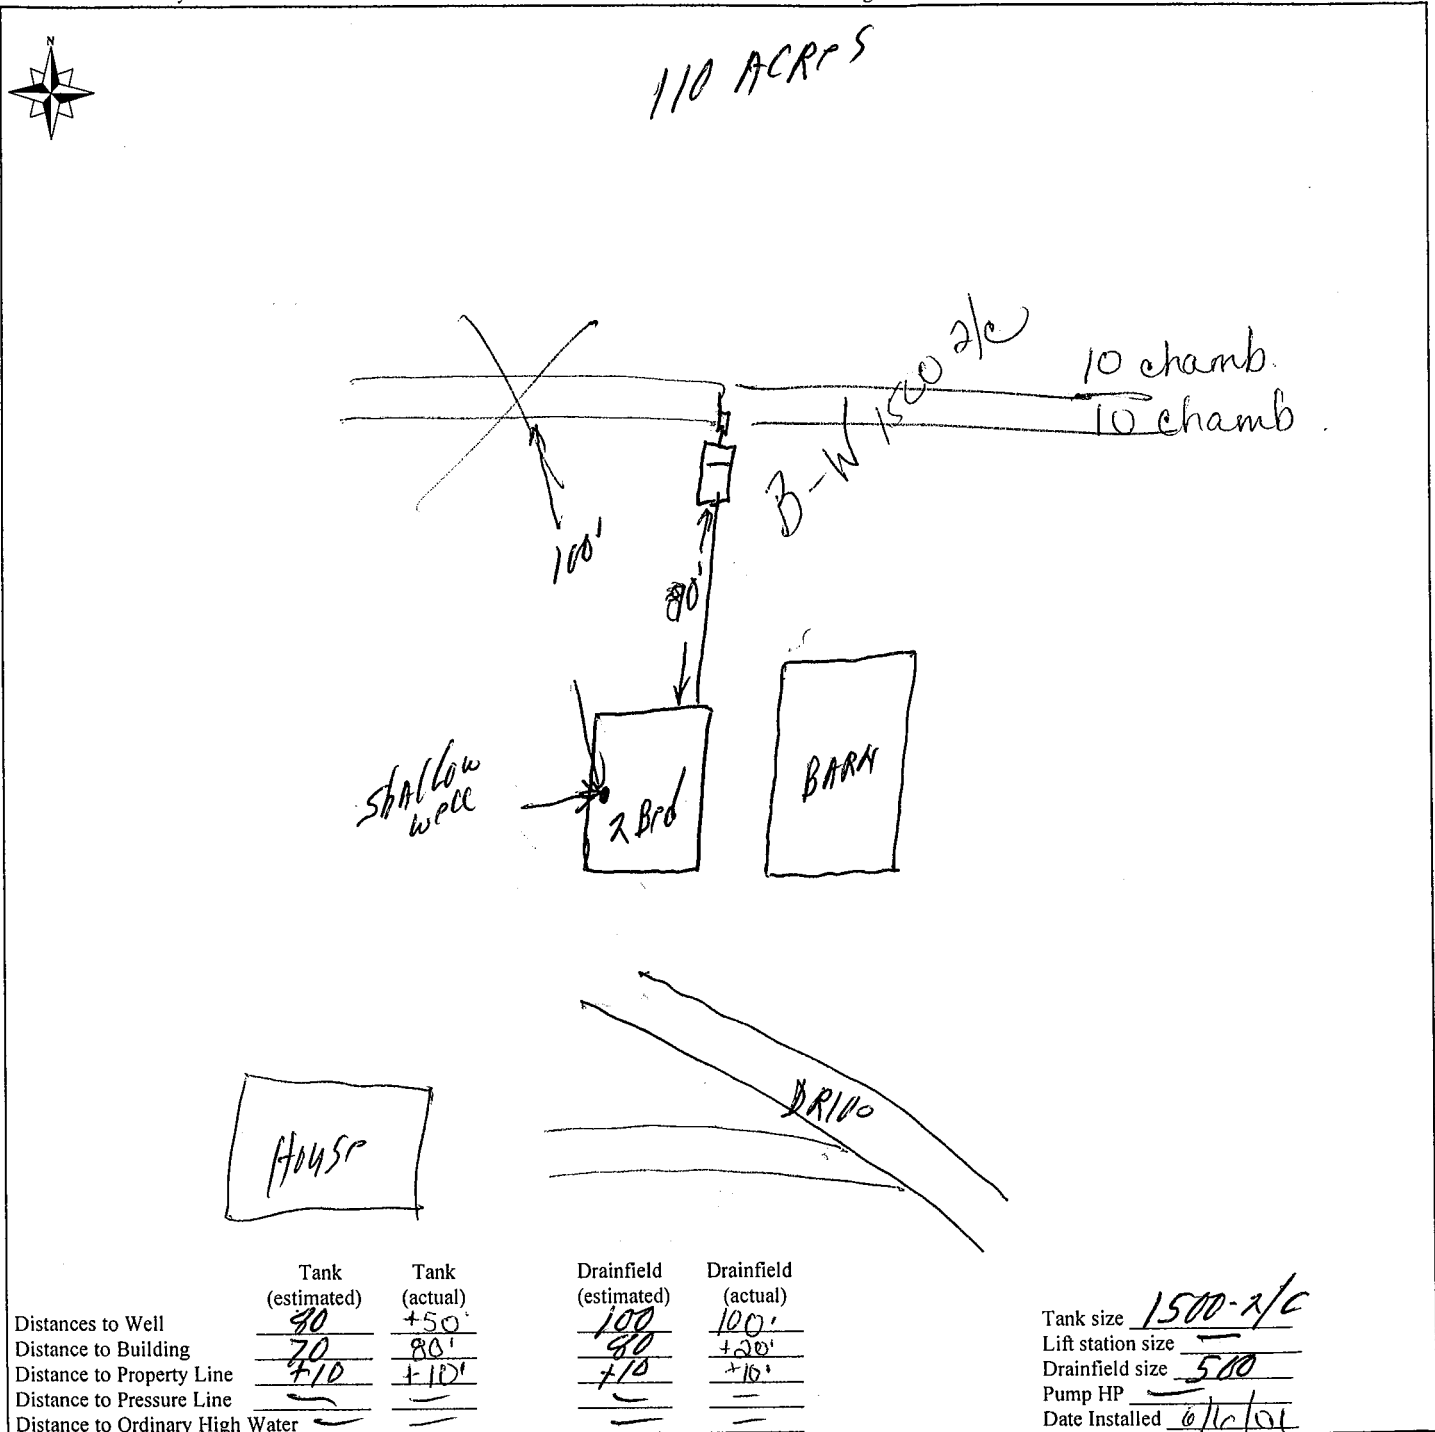 N
110 ACRES
B-W 1500 2/C
10 chamb.
10 chamb.
100'
80'
Shallow
well
2 Bed
BARN
DRIVE
House
Tank Tank Drainfield Drainfield
(estimated) (actual) (estimated) (actual)
Distances to Well 80 +50' 100 100'
Distance to Building 70 80' 80 +20'
Distance to Property Line +10 +10' +10 +10'
Distance to Pressure Line — — — —
Distance to Ordinary High Water — — — —
Tank size 1500-2/C
Lift station size —
Drainfield size 500
Pump HP —
Date Installed